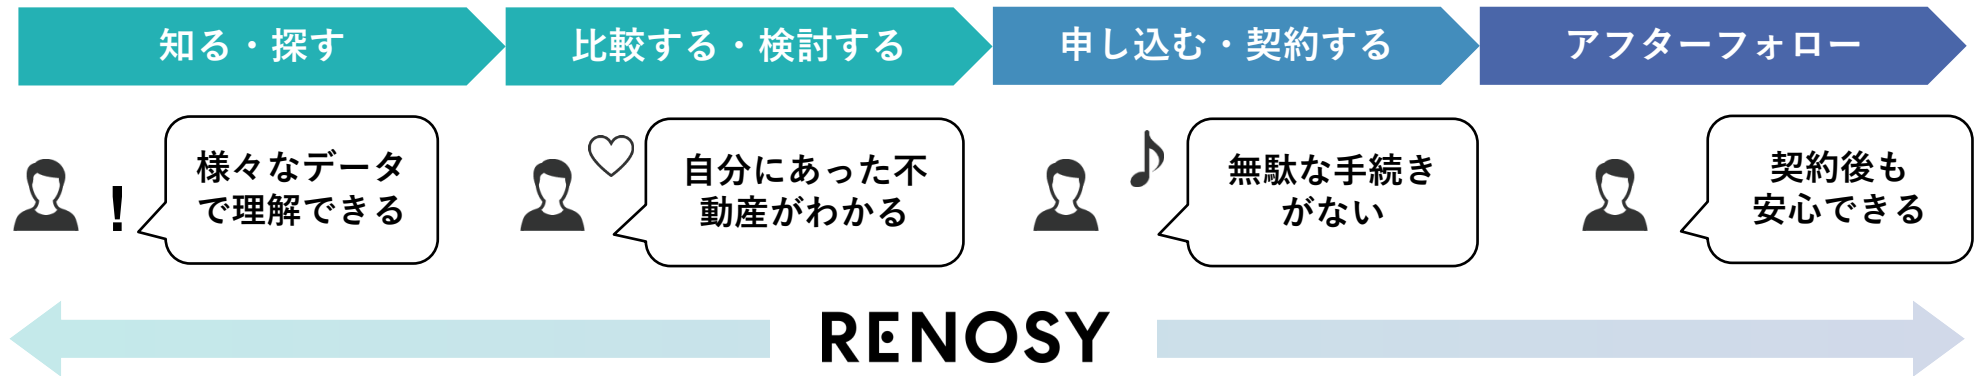 知る・探す
比較する・検討する
申し込む・契約する
アフターフォロー
!
様々なデータ
で理解できる
自分にあった不
動産がわかる
無駄な手続き
がない
契約後も
安心できる
RENOSY